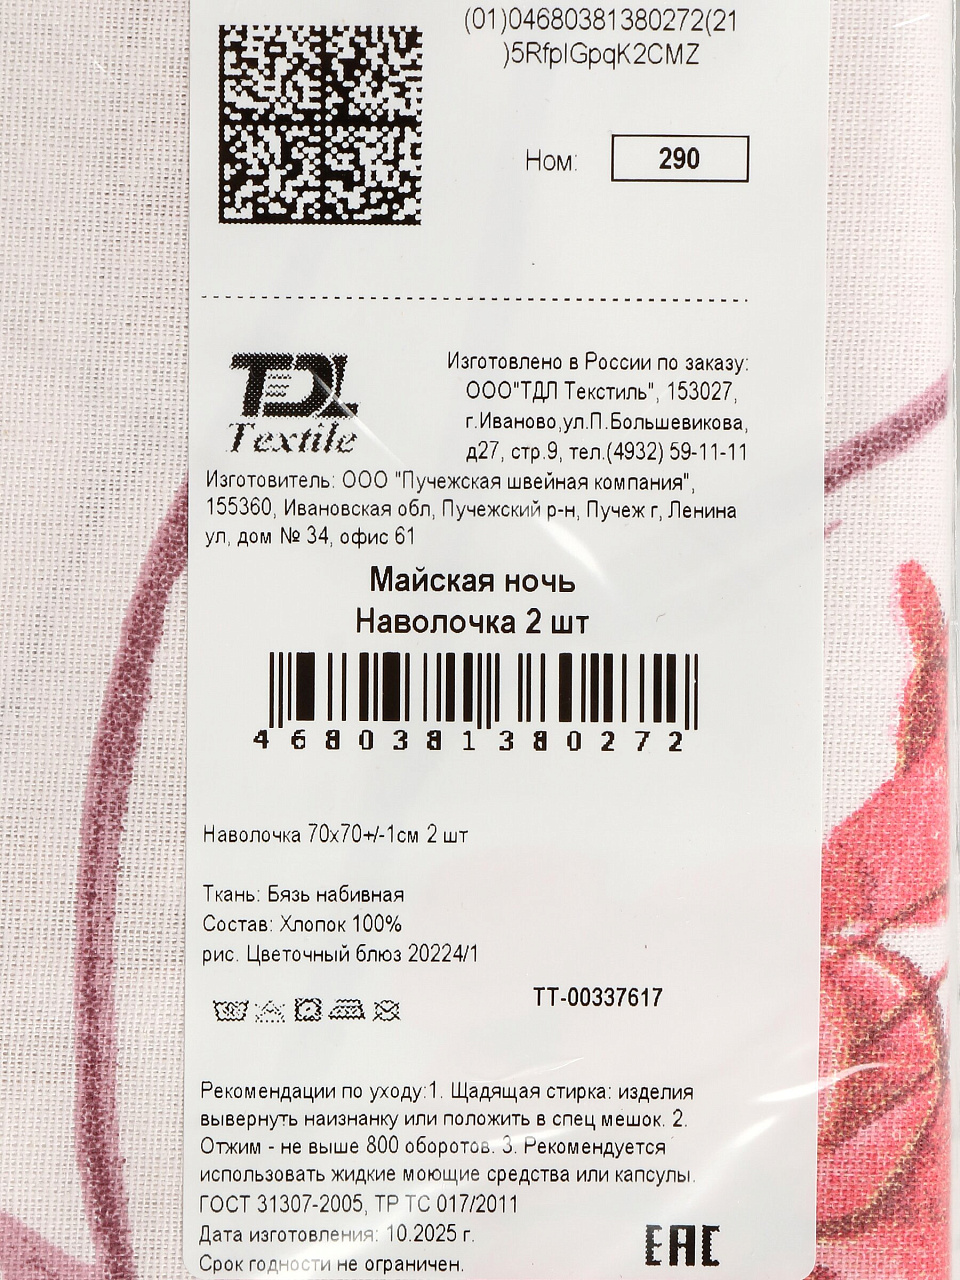 (01)04680381380272(21
)5RfpIGpqK2CMZ
Ном: 290
TDL
Textile
Изготовлено в России по заказу:
ООО"ТДЛ Текстиль", 153027,
г.Иваново,ул.П.Большевикова,
д27, стр.9, тел.(4932) 59-11-11
Изготовитель: ООО "Пучежская швейная компания",
155360, Ивановская обл, Пучежский р-н, Пучеж г, Ленина
ул, дом № 34, офис 61
Майская ночь
Наволочка 2 шт
4680381380272
Наволочка 70х70+/-1см 2 шт
Ткань: Бязь набивная
Состав: Хлопок 100%
рис. Цветочный блюз 20224/1
ТТ-00337617
Рекомендации по уходу:1. Щадящая стирка: изделия
вывернуть наизнанку или положить в спец мешок. 2.
Отжим - не выше 800 оборотов. 3. Рекомендуется
использовать жидкие моющие средства или капсулы.
ГОСТ 31307-2005, ТР ТС 017/2011
Дата изготовления: 10.2025 г.
Срок годности не ограничен.
ЕАС